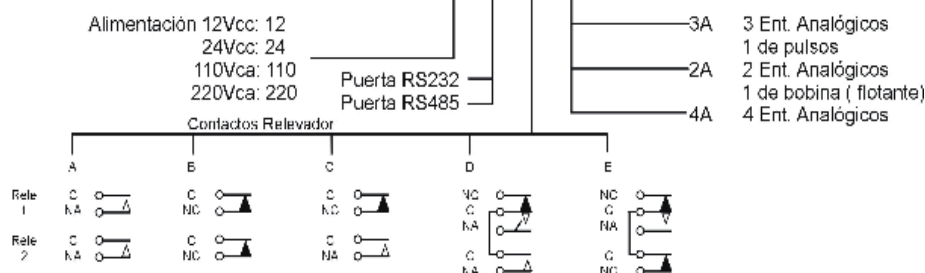 Alimentación 12Vcc: 12
24Vcc: 24
110Vca: 110
220Vca: 220
Puerta RS232
Puerta RS485
3A 3 Ent. Analógicos
1 de pulsos
2A 2 Ent. Analógicos
1 de bobina ( flotante)
4A 4 Ent. Analógicos
Contactos Relevador
A B C D E
Rele 1
C C C NC NC
NA NC NC C C
NA NA
Rele 2
C C C C C
NA NC NA NA NC